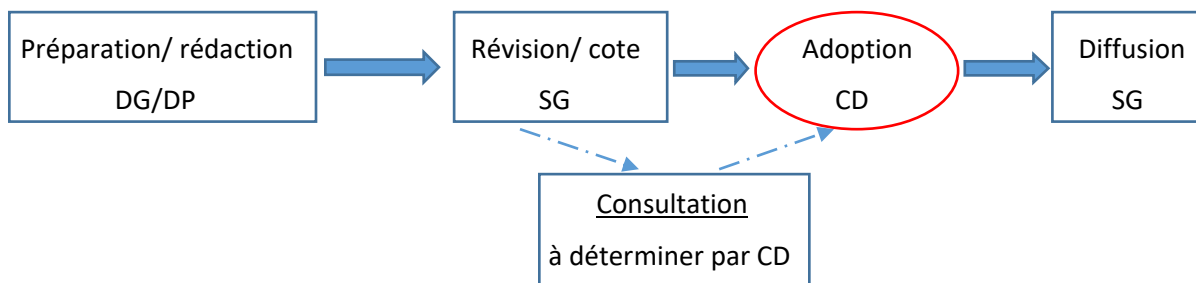 Préparation/ rédaction
DG/DP
Révision/ cote
SG
Adoption
CD
Diffusion
SG
Consultation
à déterminer par CD